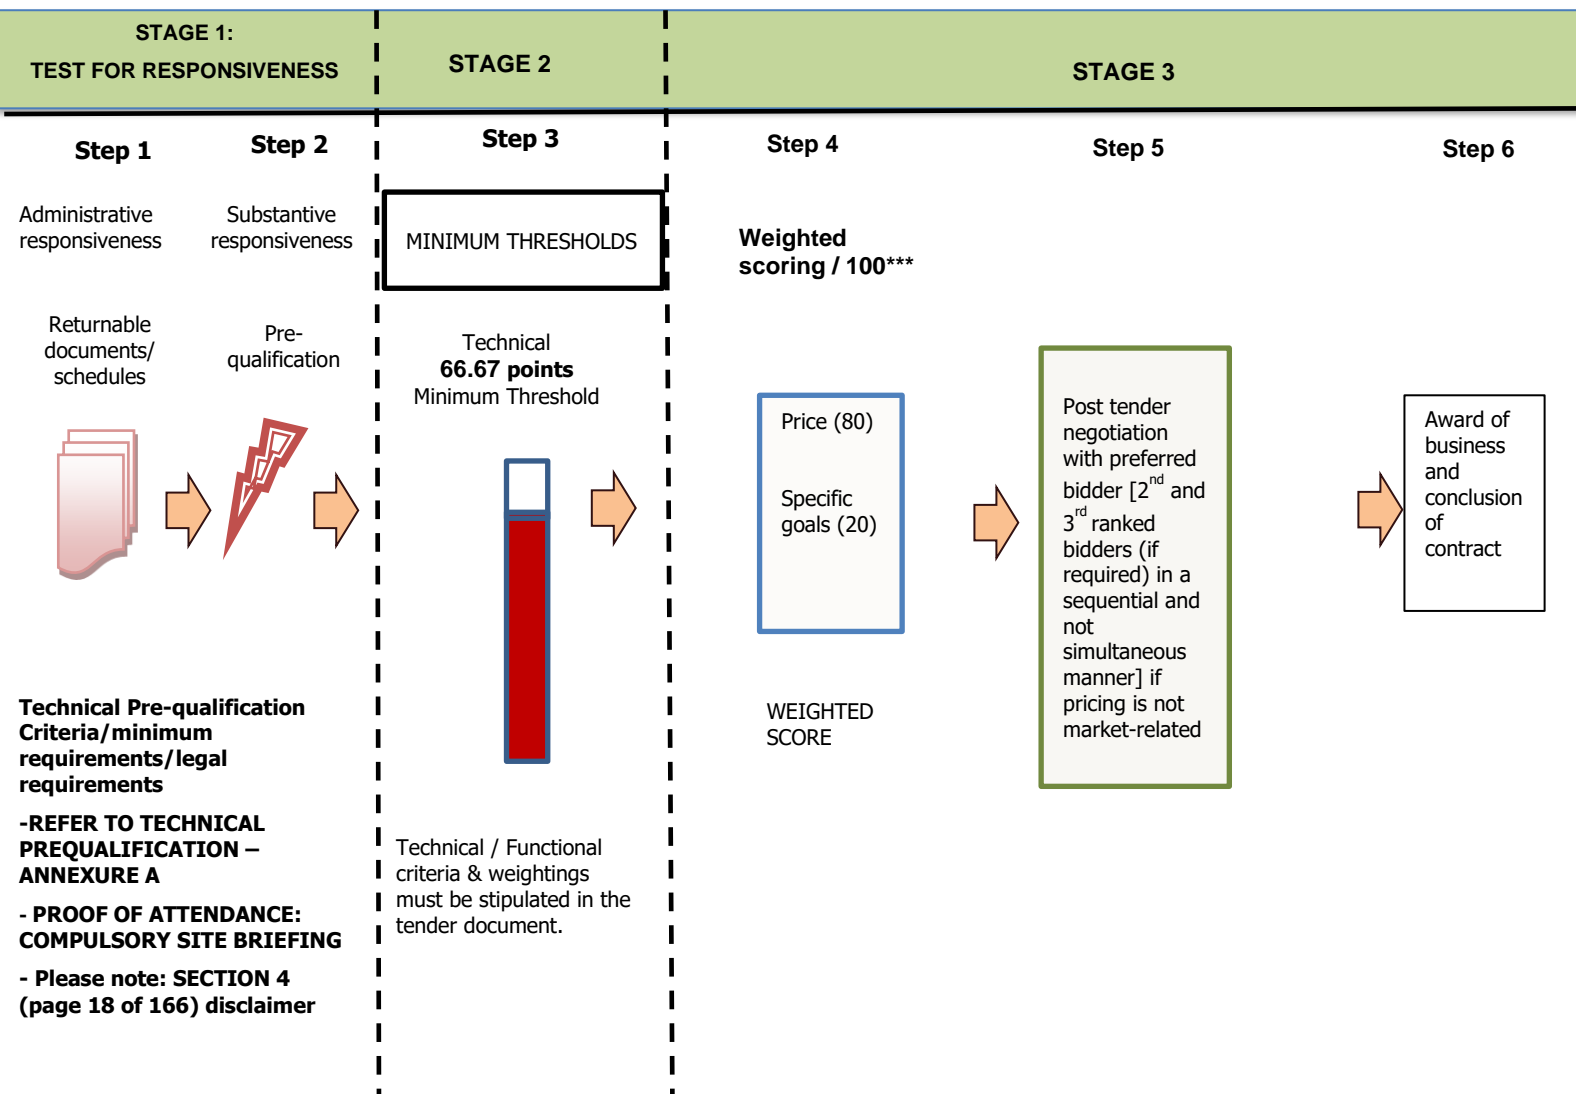 STAGE 1:
TEST FOR RESPONSIVENESS
STAGE 2
STAGE 3
Step 1
Step 2
Step 3
Step 4
Step 5
Step 6
Administrative
responsiveness
Substantive
responsiveness
MINIMUM THRESHOLDS
Weighted
scoring / 100***
Returnable
documents/
schedules
Pre-
qualification
Technical
66.67 points
Minimum Threshold
Price (80)
Specific
goals (20)
WEIGHTED
SCORE
Post tender
negotiation
with preferred
bidder [2nd and
3rd ranked
bidders (if
required) in a
sequential and
not
simultaneous
manner] if
pricing is not
market-related
Award of
business
and
conclusion
of
contract
Technical Pre-qualification
Criteria/minimum
requirements/legal
requirements
-REFER TO TECHNICAL
PREQUALIFICATION –
ANNEXURE A
- PROOF OF ATTENDANCE:
COMPULSORY SITE BRIEFING
- Please note: SECTION 4
(page 18 of 166) disclaimer
Technical / Functional
criteria & weightings
must be stipulated in the
tender document.